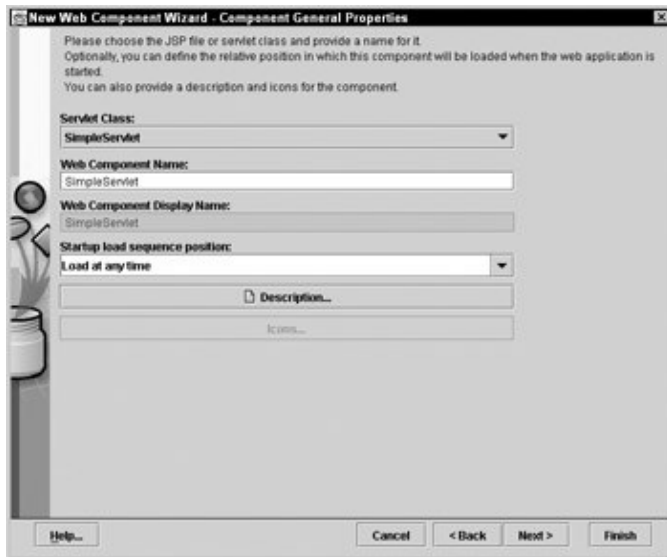 New Web Component Wizard - Component General Properties
Please choose the JSP file or servlet class and provide a name for it.
Optionally, you can define the relative position in which this component will be loaded when the web application is
started.
You can also provide a description and icons for the component.
Servlet Class:
SimpleServlet
Web Component Name:
SimpleServlet
Web Component Display Name:
SimpleServlet
Startup load sequence position:
Load at any time
Description...
Icons...
Help...
Cancel
< Back
Next >
Finish